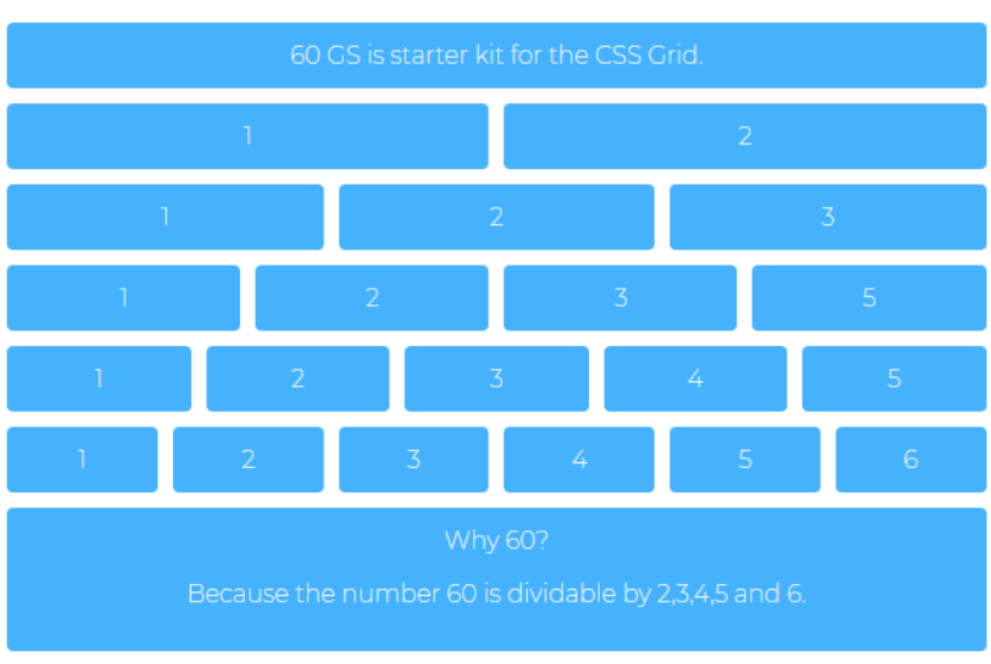 60 GS is starter kit for the CSS Grid.
1 2
1 2 3
1 2 3 5
1 2 3 4 5
1 2 3 4 5 6
Why 60?
Because the number 60 is dividable by 2,3,4,5 and 6.